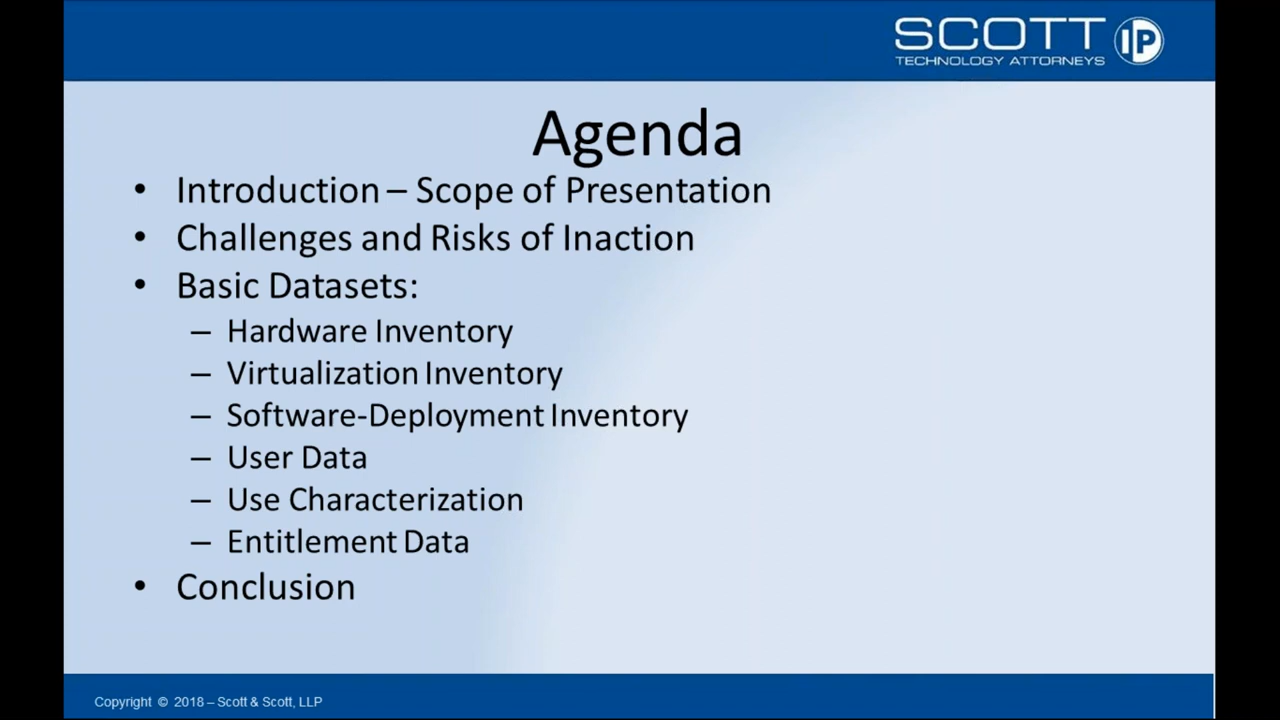 SCOTT IP
TECHNOLOGY ATTORNEYS
Agenda
• Introduction – Scope of Presentation
• Challenges and Risks of Inaction
• Basic Datasets:
– Hardware Inventory
– Virtualization Inventory
– Software-Deployment Inventory
– User Data
– Use Characterization
– Entitlement Data
• Conclusion
Copyright © 2018 – Scott & Scott, LLP